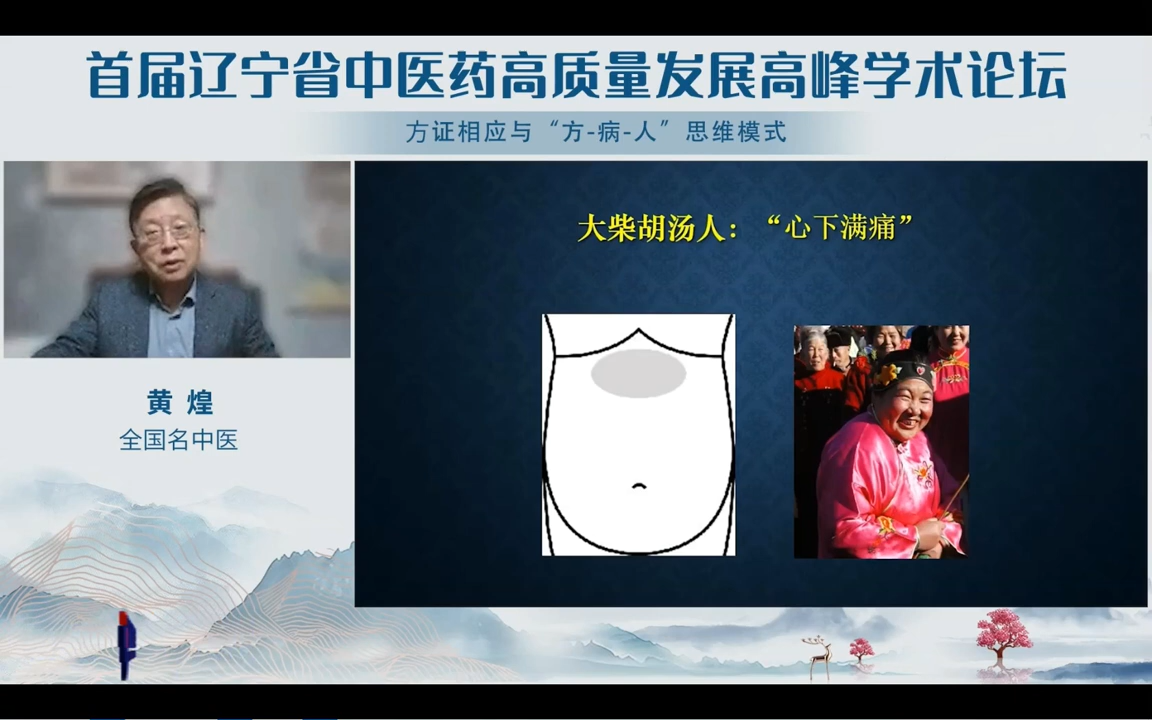 首届辽宁省中医药高质量发展高峰学术论坛
方证相应与“方-病-人”思维模式
大柴胡汤人：“心下满痛”
黄煌
全国名中医